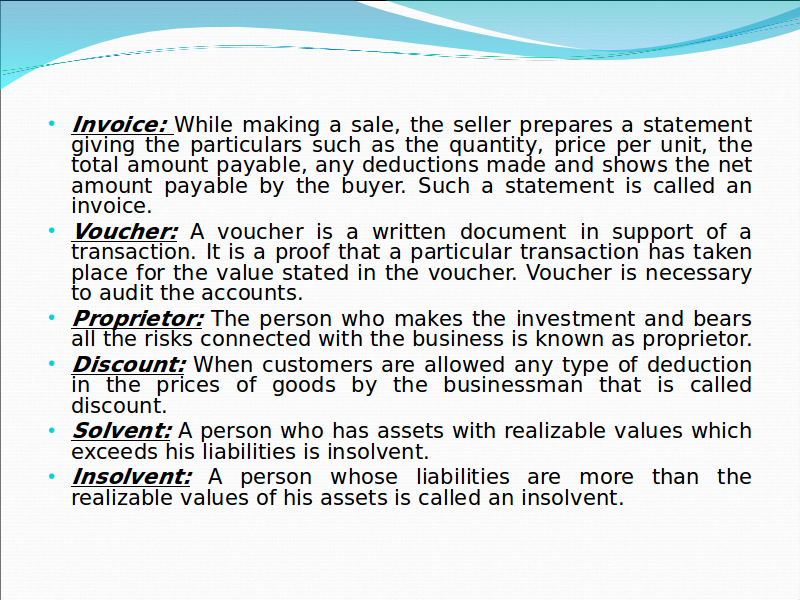 • Invoice: While making a sale, the seller prepares a statement
giving the particulars such as the quantity, price per unit, the
total amount payable, any deductions made and shows the net
amount payable by the buyer. Such a statement is called an
invoice.
• Voucher: A voucher is a written document in support of a
transaction. It is a proof that a particular transaction has taken
place for the value stated in the voucher. Voucher is necessary
to audit the accounts.
• Proprietor: The person who makes the investment and bears
all the risks connected with the business is known as proprietor.
• Discount: When customers are allowed any type of deduction
in the prices of goods by the businessman that is called
discount.
• Solvent: A person who has assets with realizable values which
exceeds his liabilities is insolvent.
• Insolvent: A person whose liabilities are more than the
realizable values of his assets is called an insolvent.